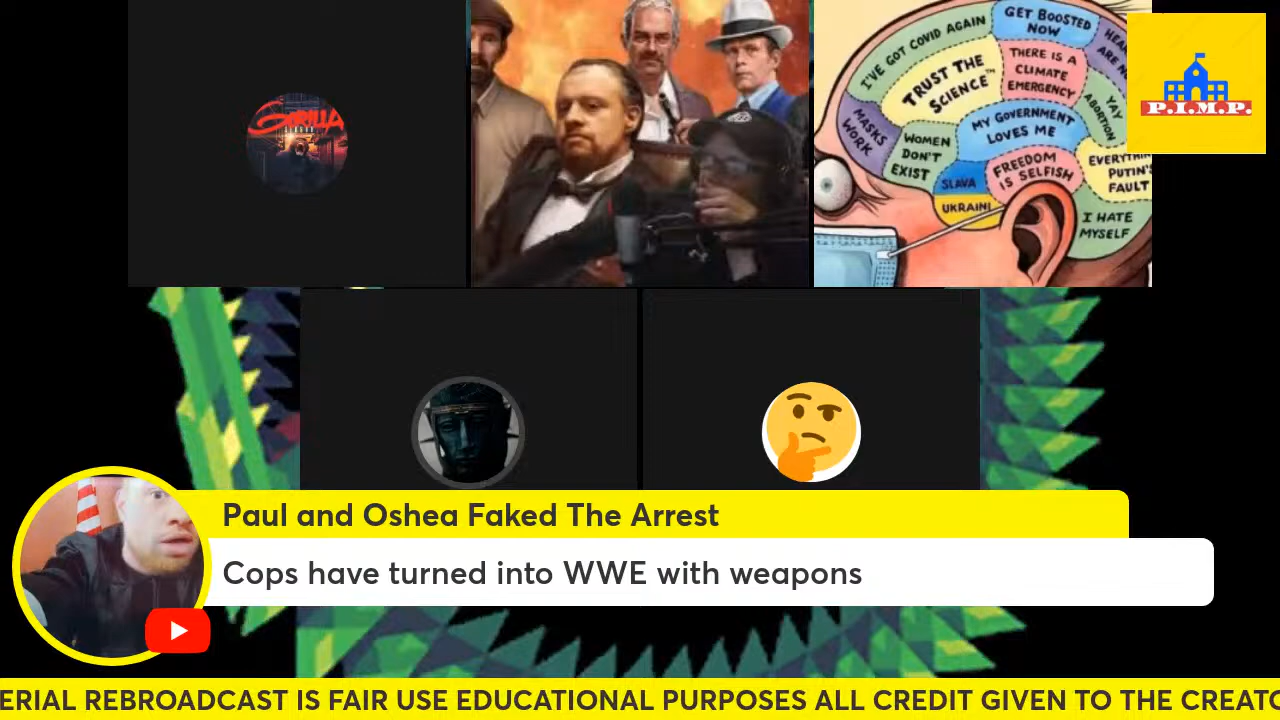 GORILLA
I'VE GOT COVID AGAIN
GET BOOSTED
NOW
TRUST THE
SCIENCE™
THERE IS A
CLIMATE
EMERGENCY
YAY
ABORTION
MASKS
WORK
WOMEN
DON'T
EXIST
MY GOVERNMENT
LOVES ME
SLAVA
UKRAINI
FREEDOM
IS SELFISH
PUTIN'S
FAULT
I HATE
MYSELF
P.I.M.P.
Paul and Oshea Faked The Arrest
Cops have turned into WWE with weapons
ERIAL REBROADCAST IS FAIR USE EDUCATIONAL PURPOSES ALL CREDIT GIVEN TO THE CREATO